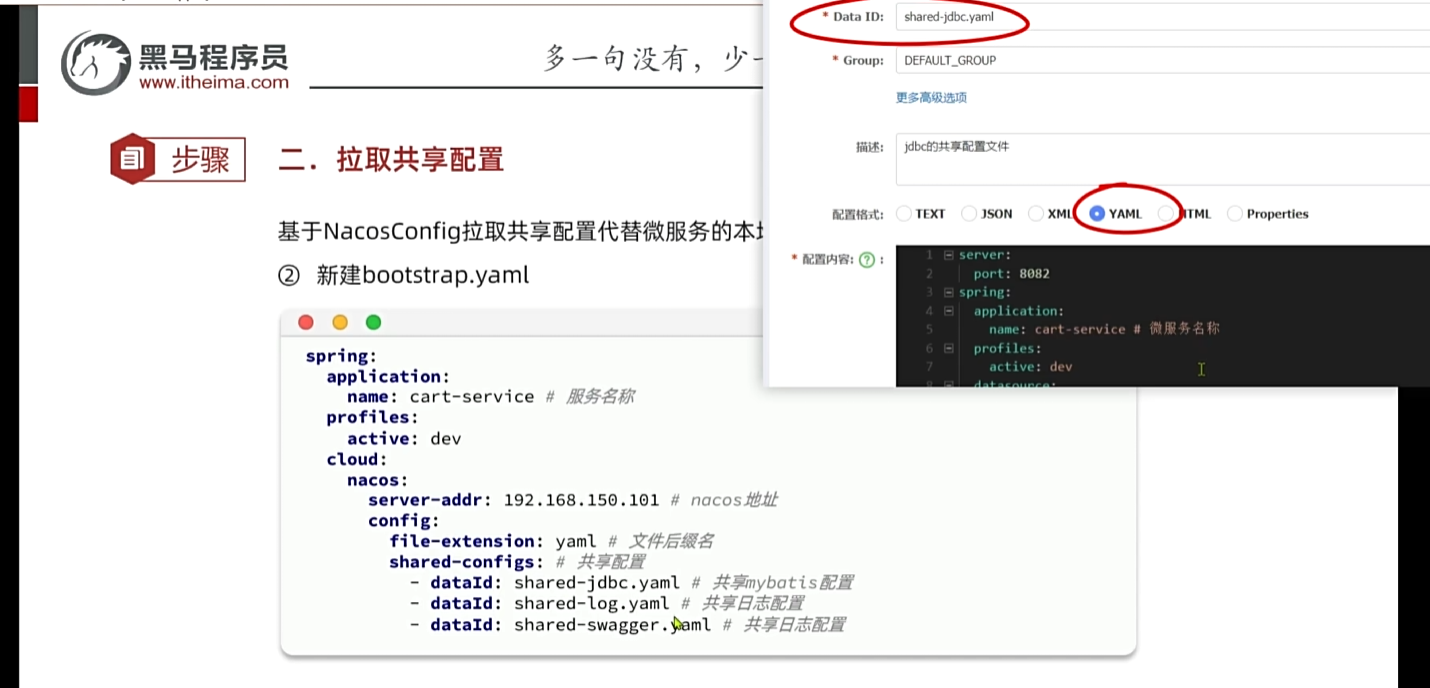 黑马程序员
www.itheima.com
多一句没有，少一
步骤
二．拉取共享配置
基于NacosConfig拉取共享配置代替微服务的本
② 新建bootstrap.yaml
spring:
application:
name: cart-service # 服务名称
profiles:
active: dev
cloud:
nacos:
server-addr: 192.168.150.101 # nacos地址
config:
file-extension: yaml # 文件后缀名
shared-configs: # 共享配置
- dataId: shared-jdbc.yaml # 共享mybatis配置
- dataId: shared-log.yaml # 共享日志配置
- dataId: shared-swagger.yaml # 共享日志配置
* Data ID: shared-jdbc.yaml
* Group: DEFAULT_GROUP
更多高级选项
描述: jdbc的共享配置文件
配置格式: TEXT JSON XML YAML HTML Properties
* 配置内容: ? :
1 server:
2 port: 8082
3 spring:
4 application:
5 name: cart-service # 微服务名称
6 profiles:
7 active: dev
8 datasource: